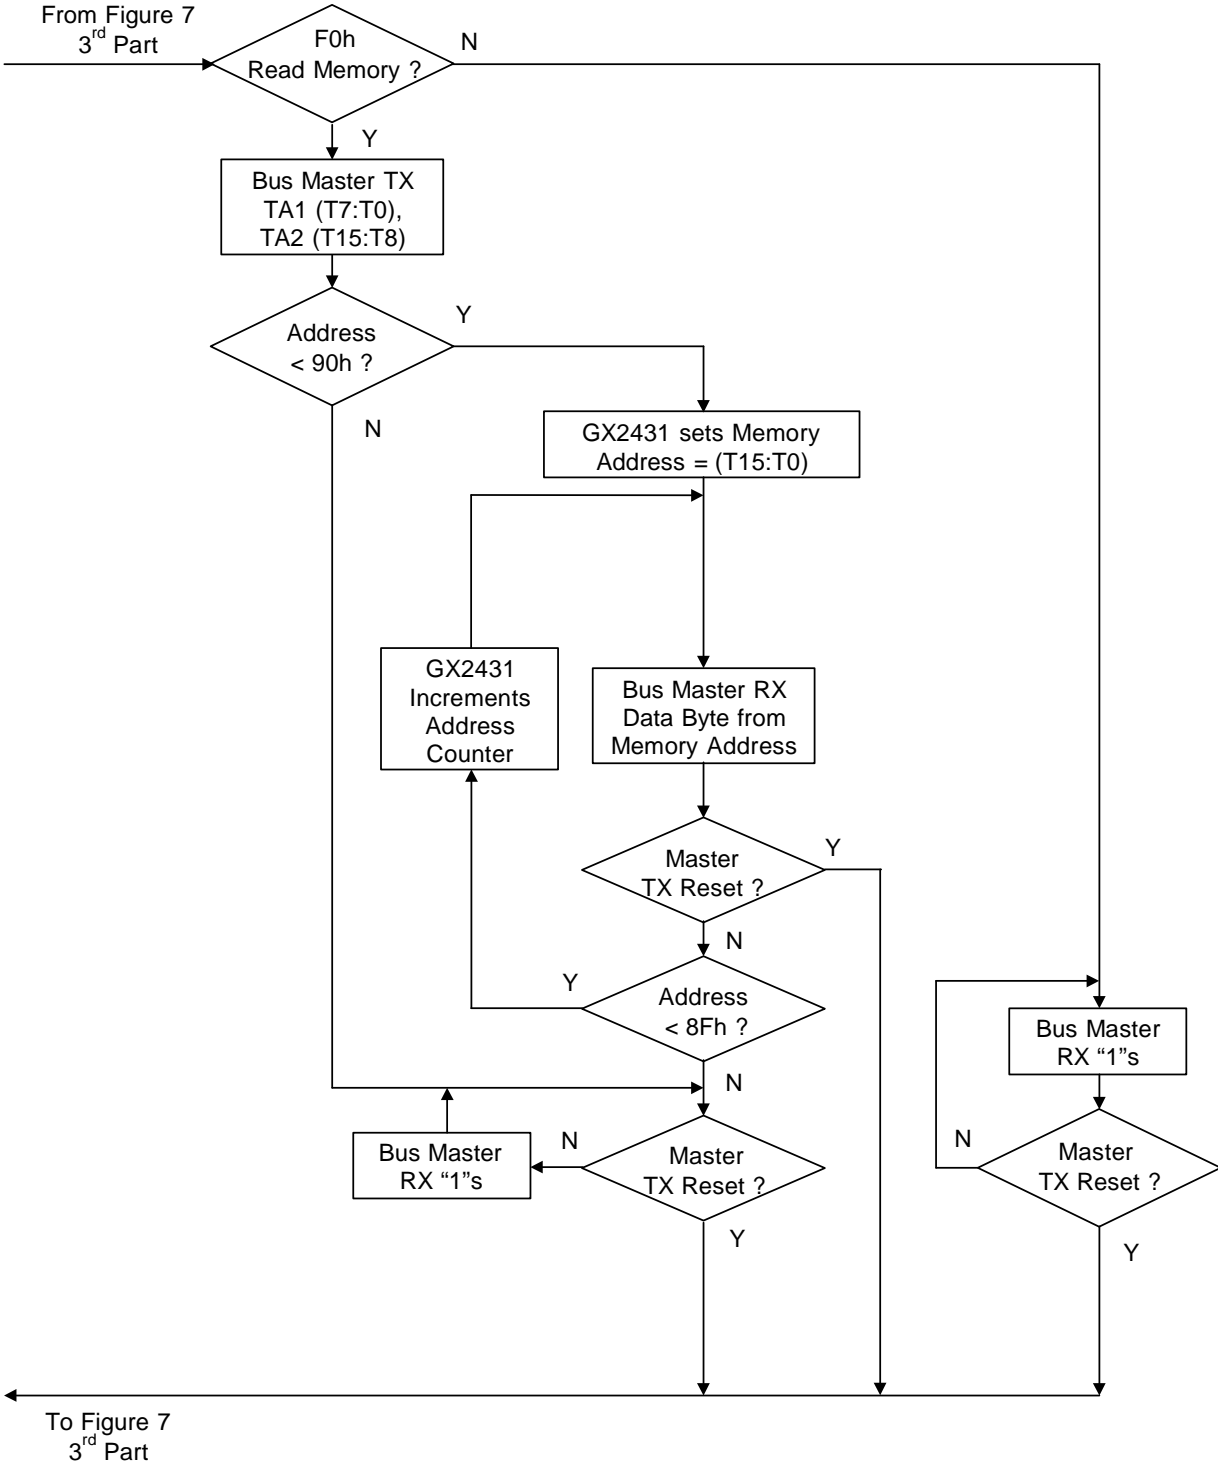 From Figure 7
3rd Part
F0h
Read Memory ?
N
Y
Bus Master TX
TA1 (T7:T0),
TA2 (T15:T8)
Address
< 90h ?
Y
N
GX2431 sets Memory
Address = (T15:T0)
GX2431
Increments
Address
Counter
Bus Master RX
Data Byte from
Memory Address
Master
TX Reset ?
Y
N
Address
< 8Fh ?
Y
N
Bus Master
RX “1”s
N
Master
TX Reset ?
Y
Bus Master
RX “1”s
N
Master
TX Reset ?
Y
To Figure 7
3rd Part